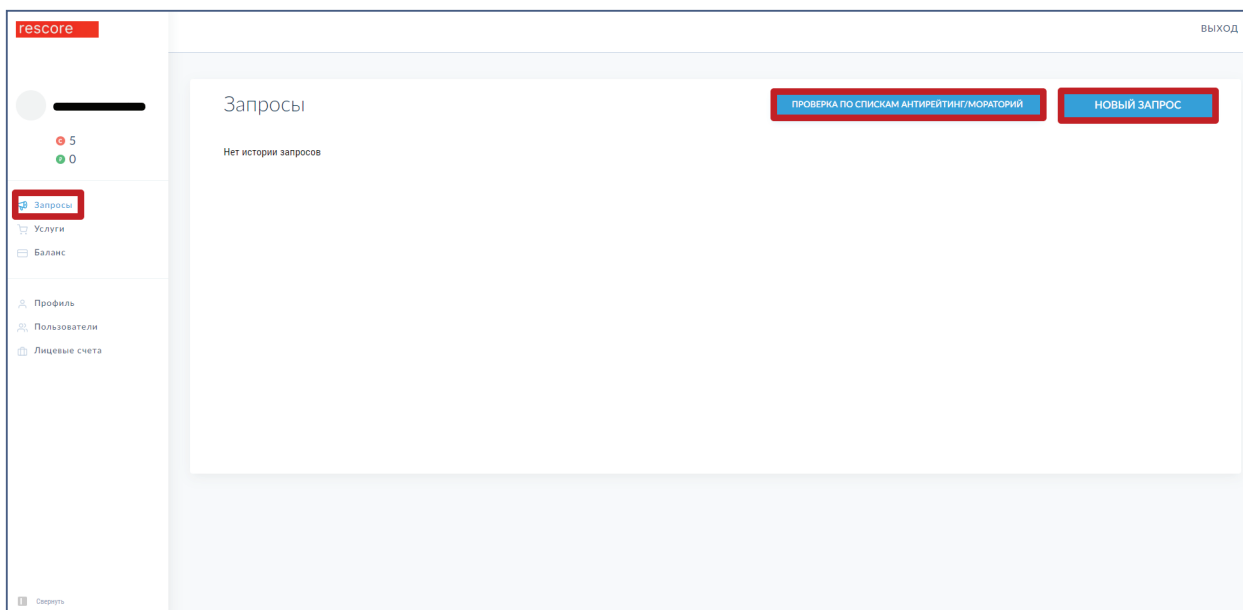 rescore
ВЫХОД
Запросы
ПРОВЕРКА ПО СПИСКАМ АНТИРЕЙТИНГ/МОРАТОРИЙ
НОВЫЙ ЗАПРОС
C 5
F 0
Нет истории запросов
Запросы
Услуги
Баланс
Профиль
Пользователи
Лицевые счета
Свернуть